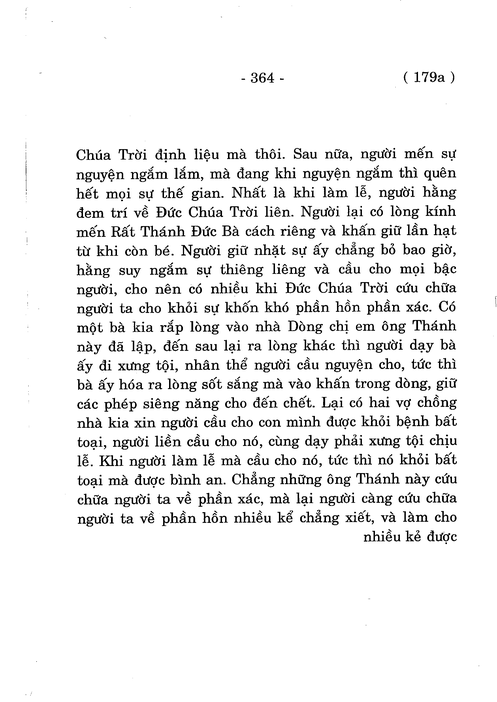 - 364 -
( 179a )
Chúa Trời định liệu mà thôi. Sau nữa, người mến sự
nguyện ngắm lắm, mà đang khi nguyện ngắm thì quên
hết mọi sự thế gian. Nhất là khi làm lễ, người hằng
đem trí về Đức Chúa Trời liên. Người lại có lòng kính
mến Rất Thánh Đức Bà cách riêng và khấn giữ lần hạt
từ khi còn bé. Người giữ nhặt sự ấy chẳng bỏ bao giờ,
hằng suy ngắm sự thiêng liêng và cầu cho mọi bậc
người, cho nên có nhiều khi Đức Chúa Trời cứu chữa
người ta cho khỏi sự khốn khó phần hồn phần xác. Có
một bà kia rắp lòng vào nhà Dòng chị em ông Thánh
này đã lập, đến sau lại ra lòng khác thì người dạy bà
ấy đi xưng tội, nhân thể người cầu nguyện cho, tức thì
bà ấy hóa ra lòng sốt sắng mà vào khấn trong dòng, giữ
các phép siêng năng cho đến chết. Lại có hai vợ chồng
nhà kia xin người cầu cho con mình được khỏi bệnh bất
toại, người liền cầu cho nó, cùng dạy phải xưng tội chịu
lễ. Khi người làm lễ mà cầu cho nó, tức thì nó khỏi bất
toại mà được bình an. Chẳng những ông Thánh này cứu
chữa người ta về phần xác, mà lại người càng cứu chữa
người ta về phần hồn nhiều kể chẳng xiết, và làm cho
nhiều kẻ được